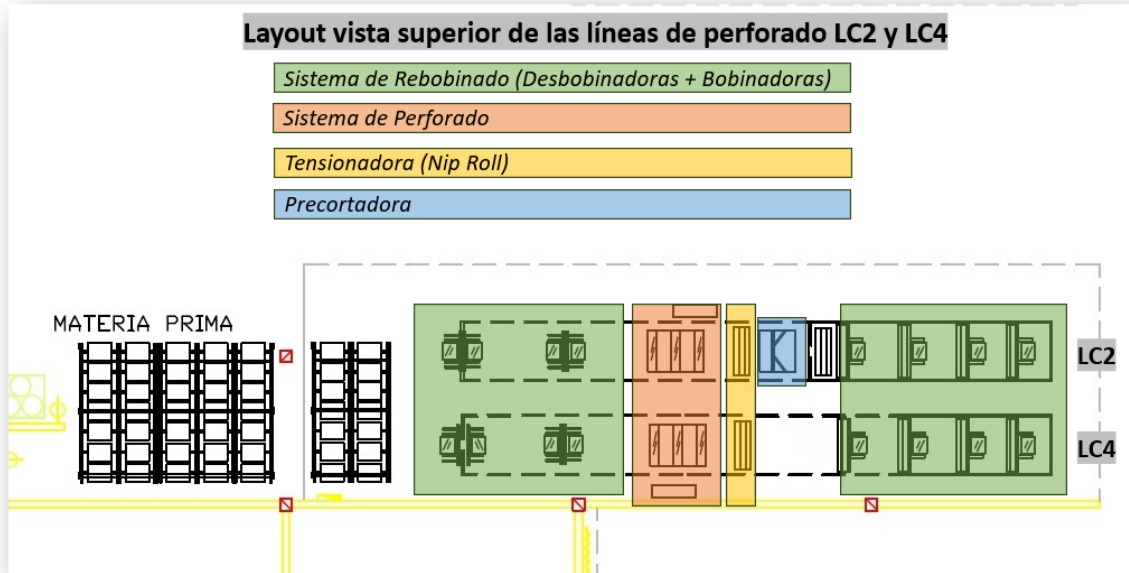 Layout vista superior de las líneas de perforado LC2 y LC4
Sistema de Rebobinado (Desbobinadoras + Bobinadoras)
Sistema de Perforado
Tensionadora (Nip Roll)
Precortadora
MATERIA PRIMA
LC2
LC4